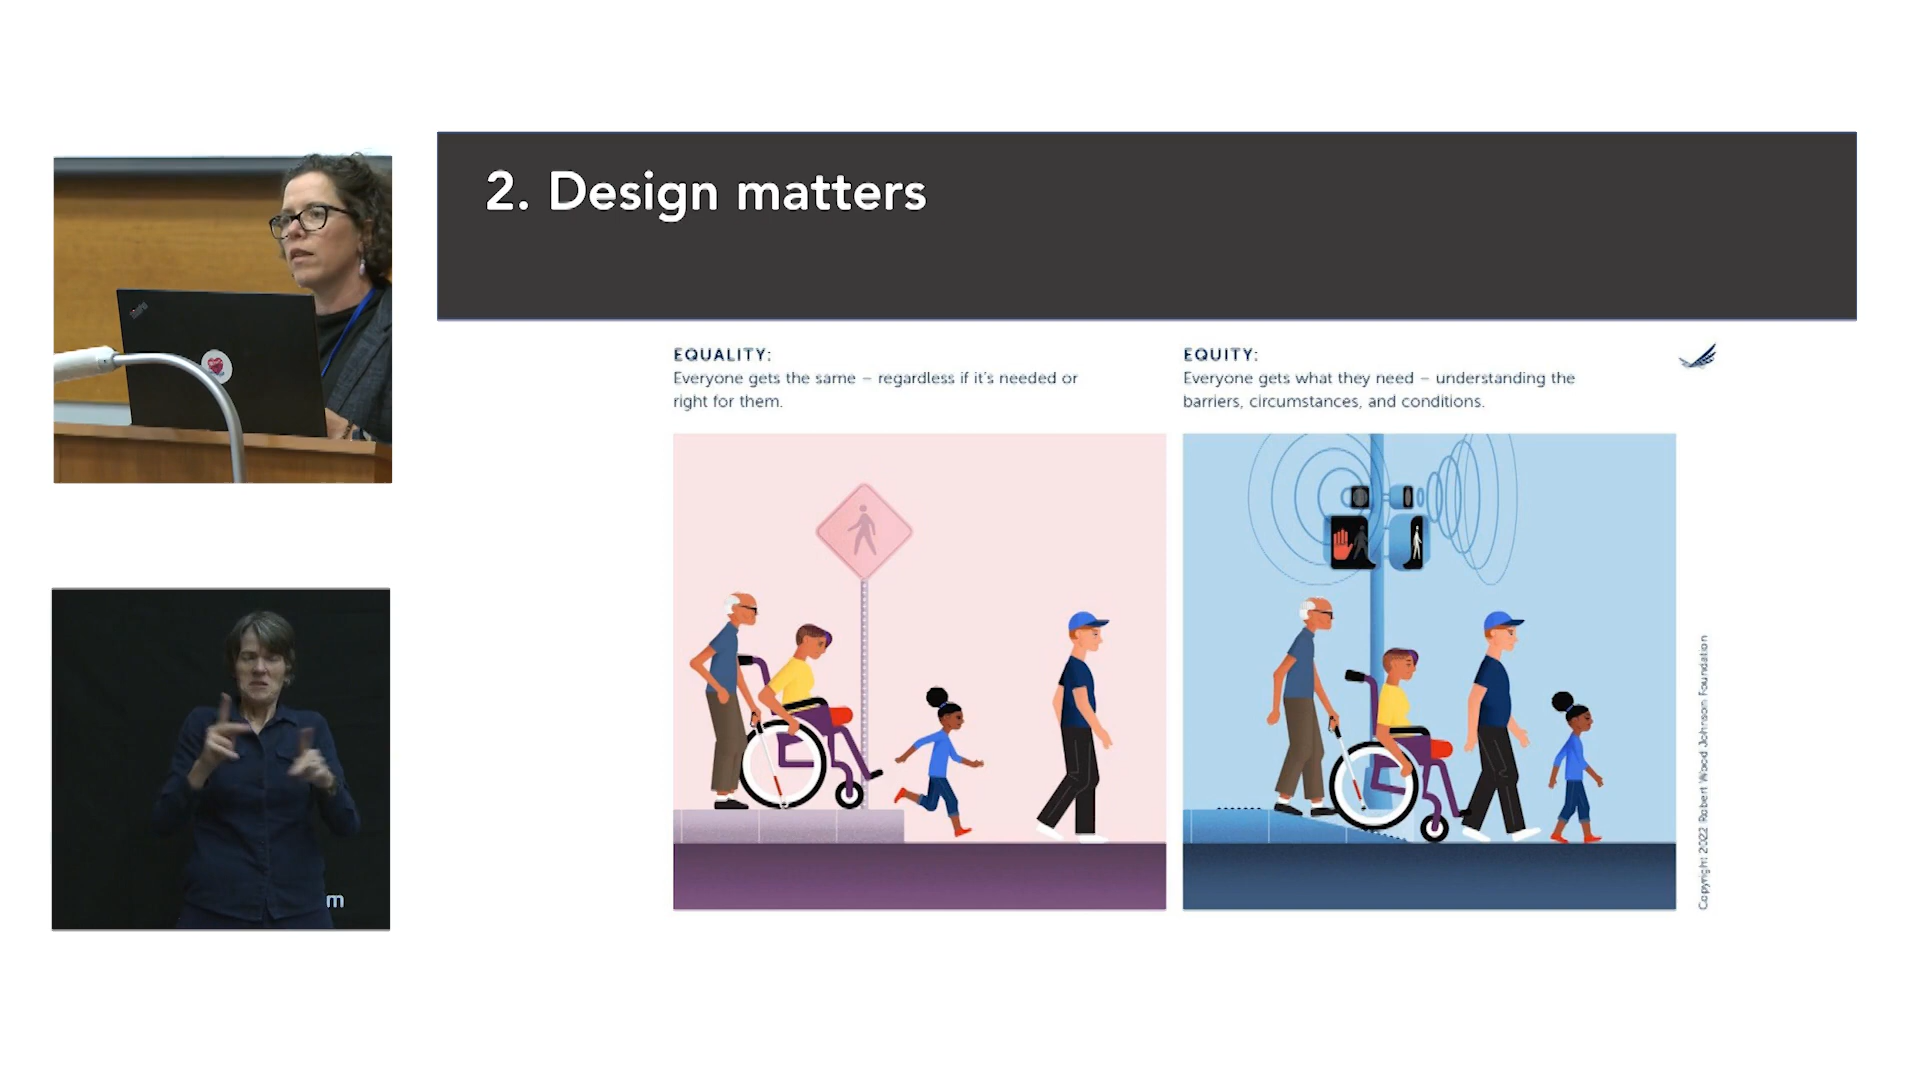 2. Design matters
EQUALITY:
Everyone gets the same – regardless if it's needed or
right for them.
EQUITY:
Everyone gets what they need – understanding the
barriers, circumstances, and conditions.
Copyright 2022 Robert Wood Johnson Foundation
m